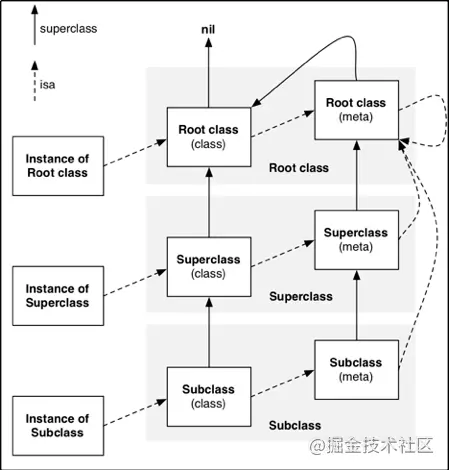 superclass
isa
nil
Root class
(class)
Root class
(meta)
Instance of
Root class
Root class
Superclass
(class)
Superclass
(meta)
Instance of
Superclass
Superclass
Subclass
(class)
Subclass
(meta)
Instance of
Subclass
Subclass
@掘金技术社区